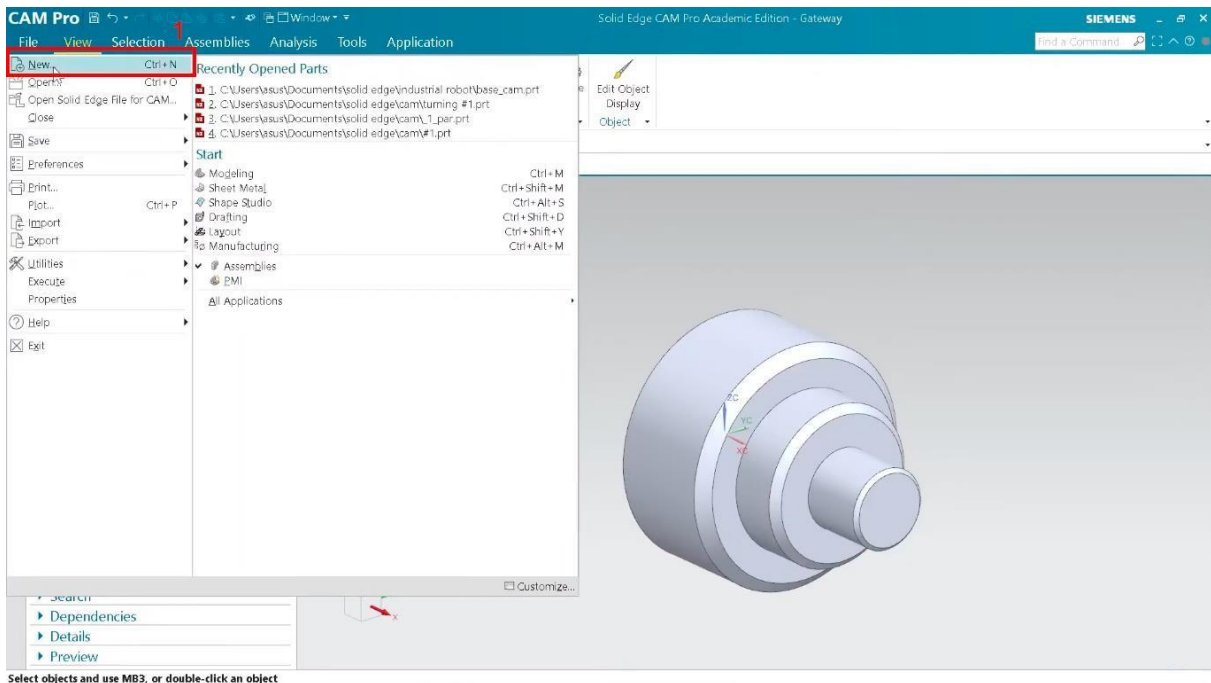 CAM Pro Window Solid Edge CAM Pro Academic Edition - Gateway SIEMENS
1
File View Selection Assemblies Analysis Tools Application Find a Command
New... Ctrl+N
Open... Ctrl+O
Open Solid Edge File for CAM...
Close
Save
Preferences
Print...
Plot... Ctrl+P
Import
Export
Utilities
Execute
Properties
Help
Exit
Recently Opened Parts
1. C:\Users\asus\Documents\solid edge\industrial robot\base_cam.prt
2. C:\Users\asus\Documents\solid edge\cam\turning #1.prt
3. C:\Users\asus\Documents\solid edge\cam\_1_par.prt
4. C:\Users\asus\Documents\solid edge\cam\#1.prt
Start
Modeling Ctrl+M
Sheet Metal Ctrl+Shift+M
Shape Studio Ctrl+Alt+S
Drafting Ctrl+Shift+D
Layout Ctrl+Shift+Y
Manufacturing Ctrl+Alt+M
Assemblies
PMI
All Applications
Customize...
Edit Object
Display
Object
ZC
YC
XC
X
Search
Dependencies
Details
Preview
Select objects and use MB3, or double-click an object